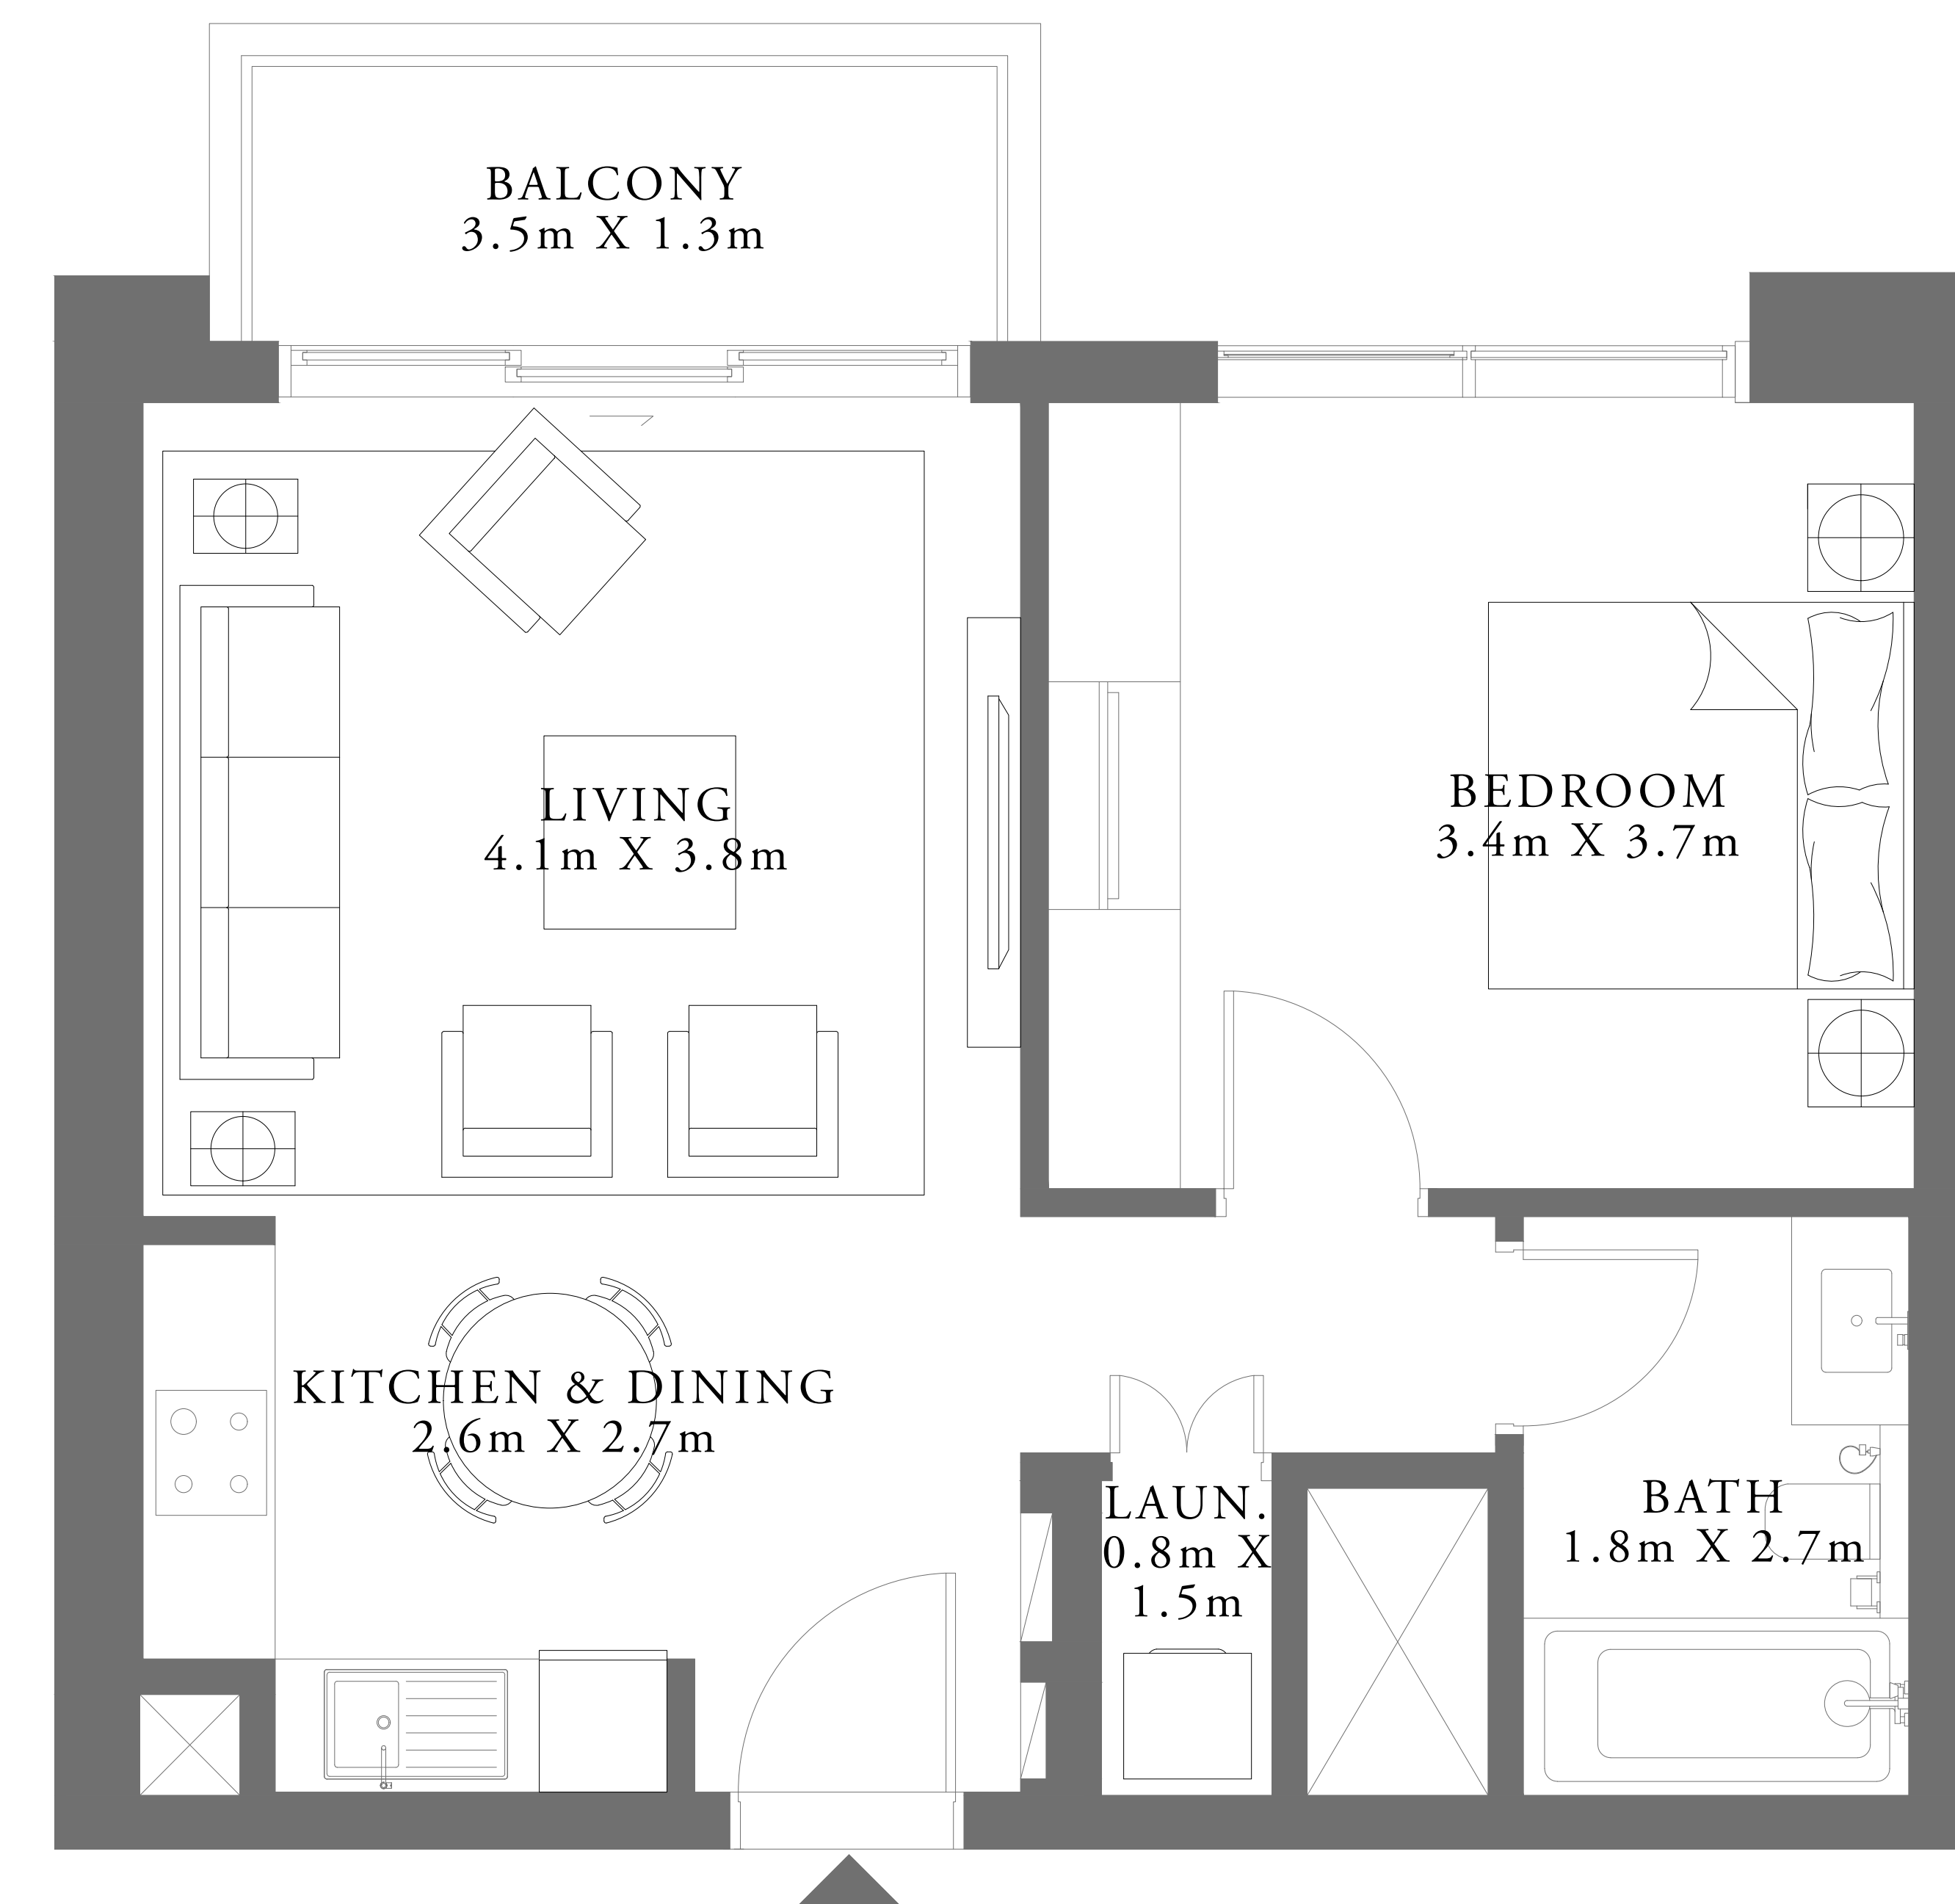 BALCONY
3.5m X 1.3m
LIVING
4.1m X 3.8m
BEDROOM
3.4m X 3.7m
KITCHEN & DINING
2.6m X 2.7m
LAUN.
0.8m X
1.5m
BATH
1.8m X 2.7m